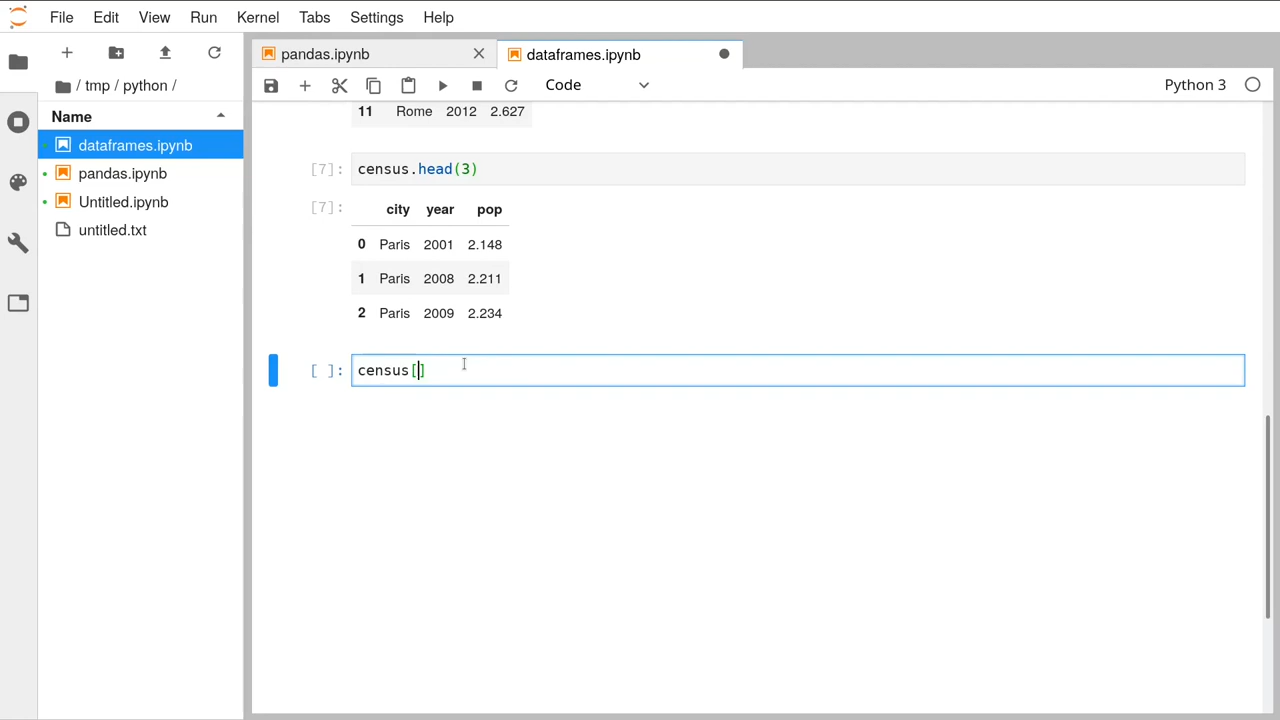 File Edit View Run Kernel Tabs Settings Help
pandas.ipynb dataframes.ipynb
/ tmp / python /
Code Python 3
Name
dataframes.ipynb
pandas.ipynb
Untitled.ipynb
untitled.txt
11 Rome 2012 2.627
[7]: census.head(3)
[7]: city year pop
0 Paris 2001 2.148
1 Paris 2008 2.211
2 Paris 2009 2.234
[ ]: census[]